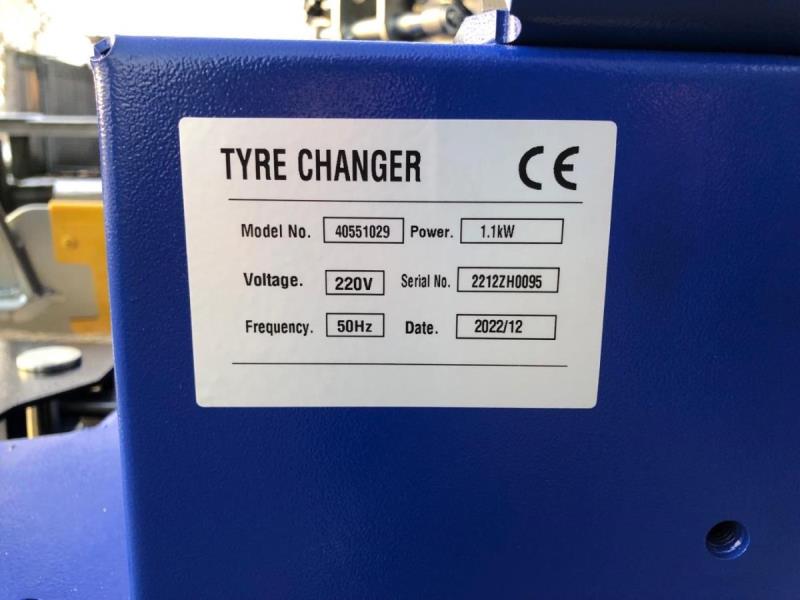 TYRE CHANGER CE
Model No. 40551029 Power. 1.1kW
Voltage. 220V Serial No. 2212ZH0095
Frequency. 50Hz Date. 2022/12